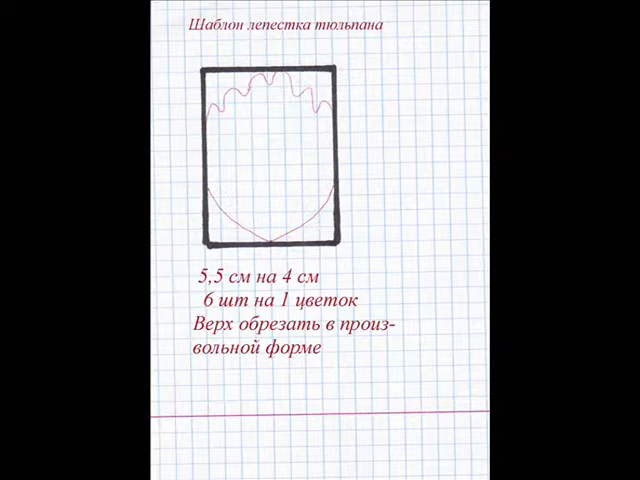 Шаблон лепестка тюльпана
5,5 см на 4 см
6 шт на 1 цветок
Верх обрезать в произ-
вольной форме